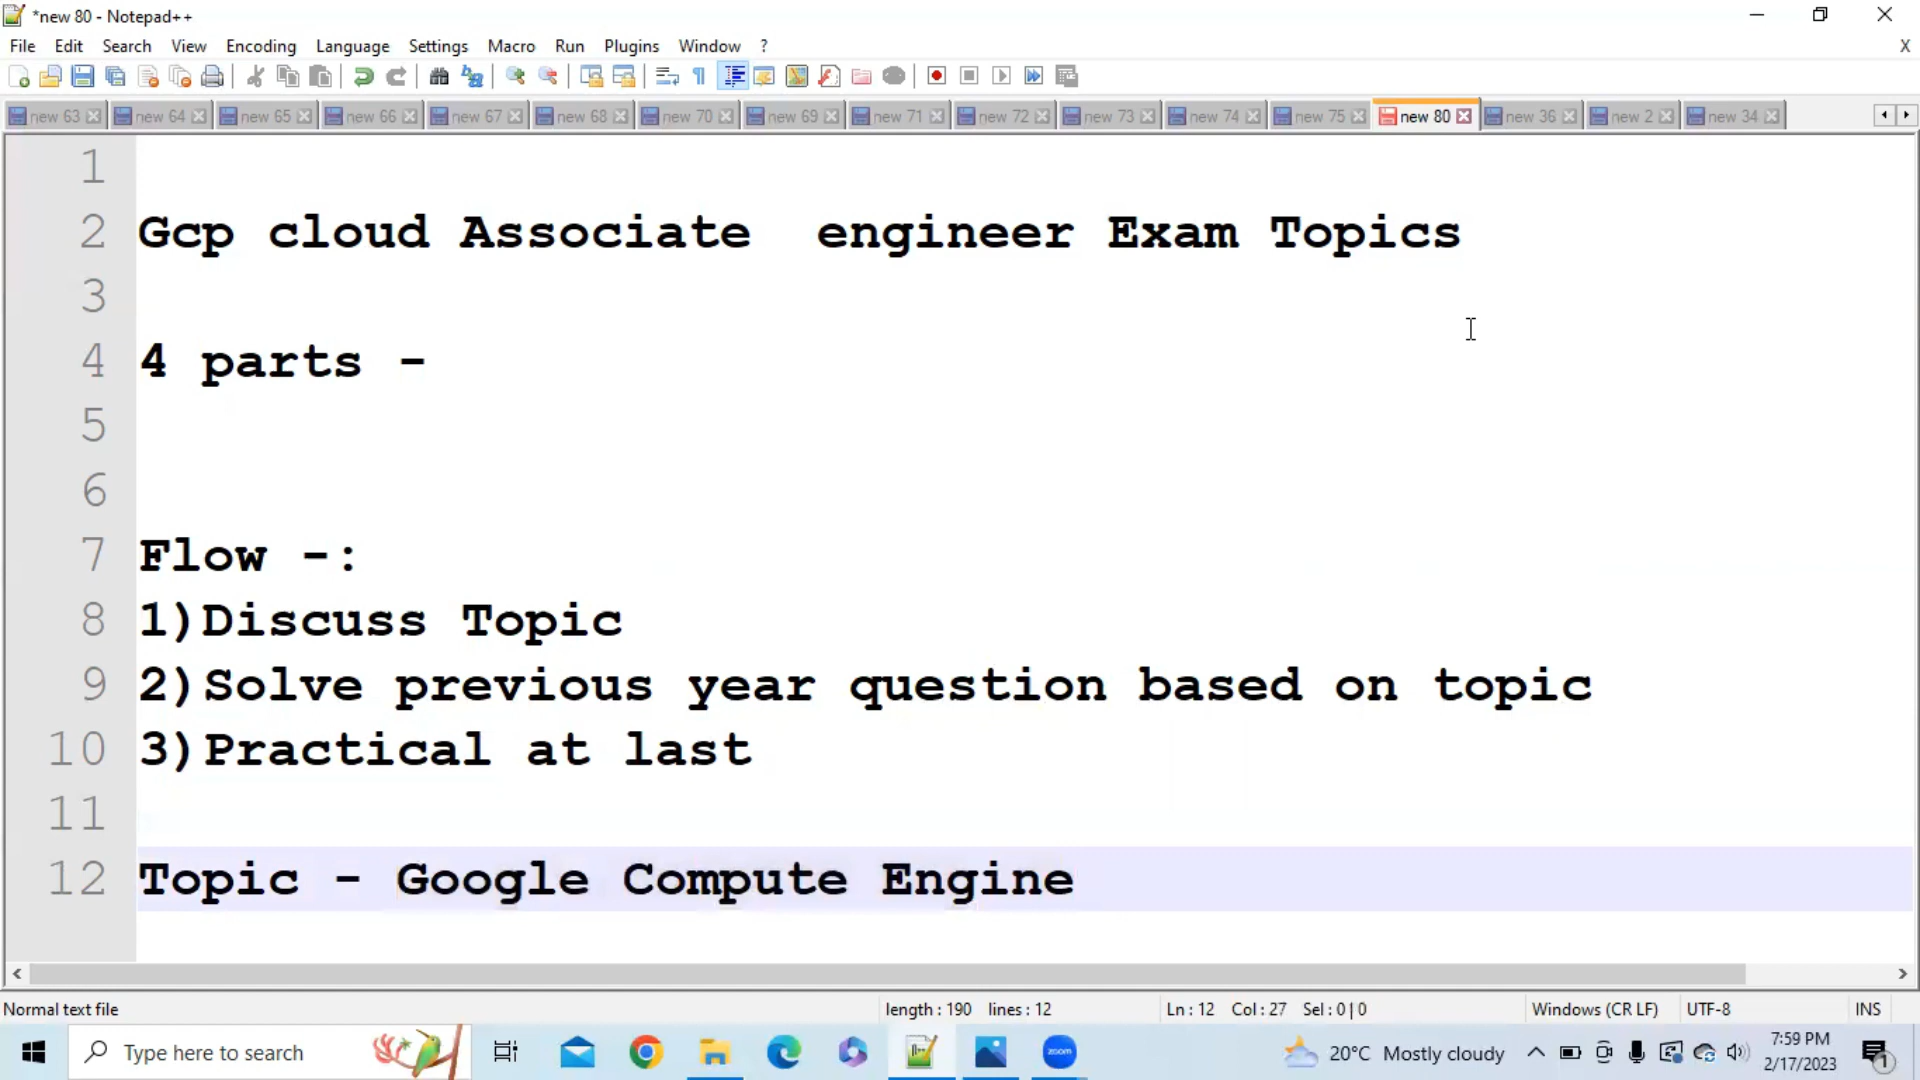 *new 80 - Notepad++
File Edit Search View Encoding Language Settings Macro Run Plugins Window ? X
new 63 new 64 new 65 new 66 new 67 new 68 new 70 new 69 new 71 new 72 new 73 new 74 new 75 new 80 new 36 new 2 new 34
1
2 Gcp cloud Associate  engineer Exam Topics
3
4 4 parts -
5
6
7 Flow -:
8 1)Discuss Topic
9 2)Solve previous year question based on topic
10 3)Practical at last
11
12 Topic - Google Compute Engine
Normal text file length : 190 lines : 12 Ln : 12 Col : 27 Sel : 0 | 0 Windows (CR LF) UTF-8 INS
Type here to search zoom 20°C Mostly cloudy 7:59 PM
2/17/2023 1